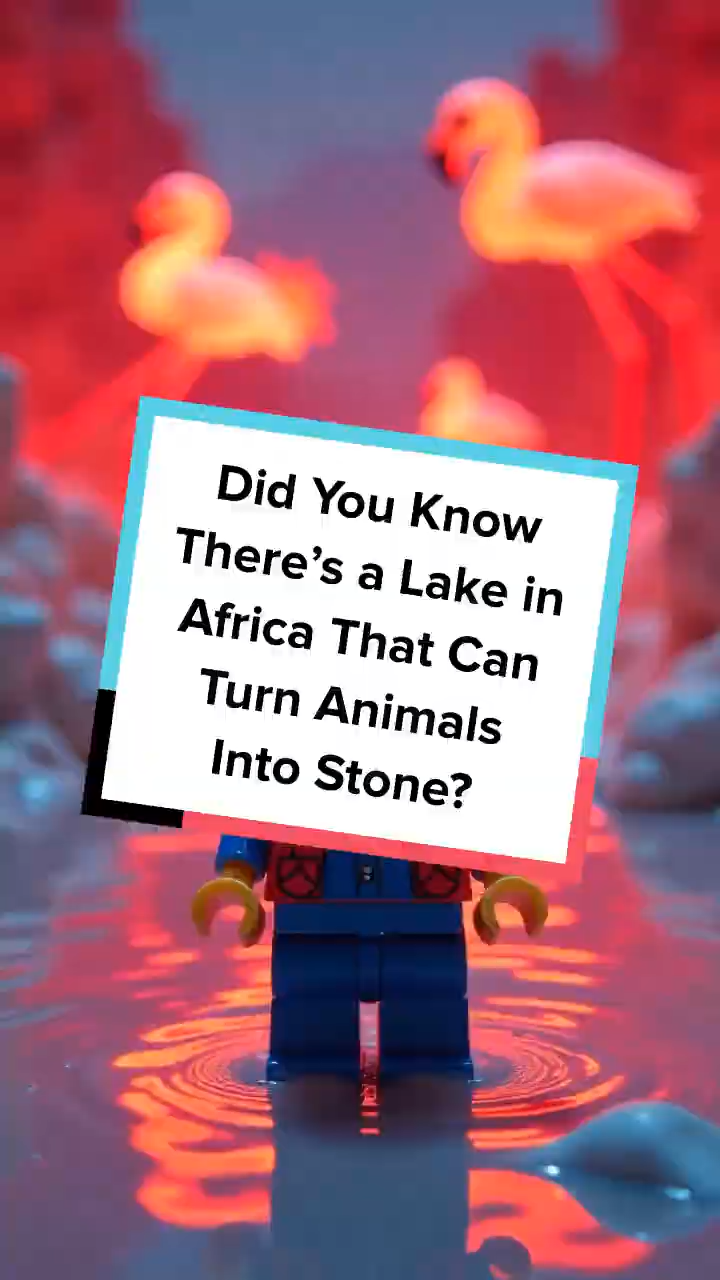 Did You Know
There’s a Lake in
Africa That Can
Turn Animals
Into Stone?